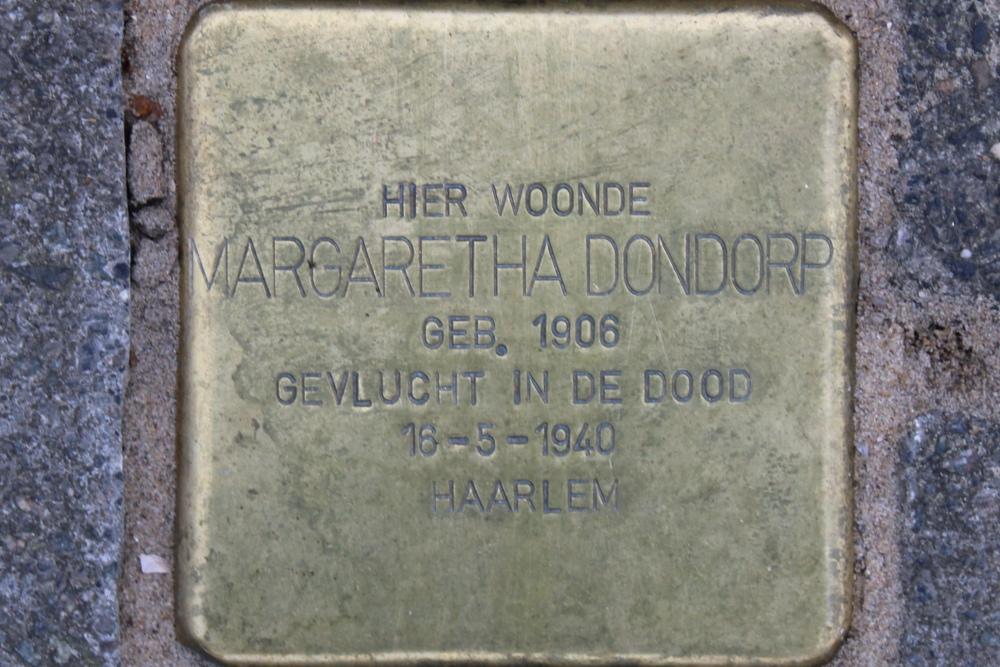 HIER WOONDE
MARGARETHA DONDORP
GEB. 1906
GEVLUCHT IN DE DOOD
16-5-1940
HAARLEM